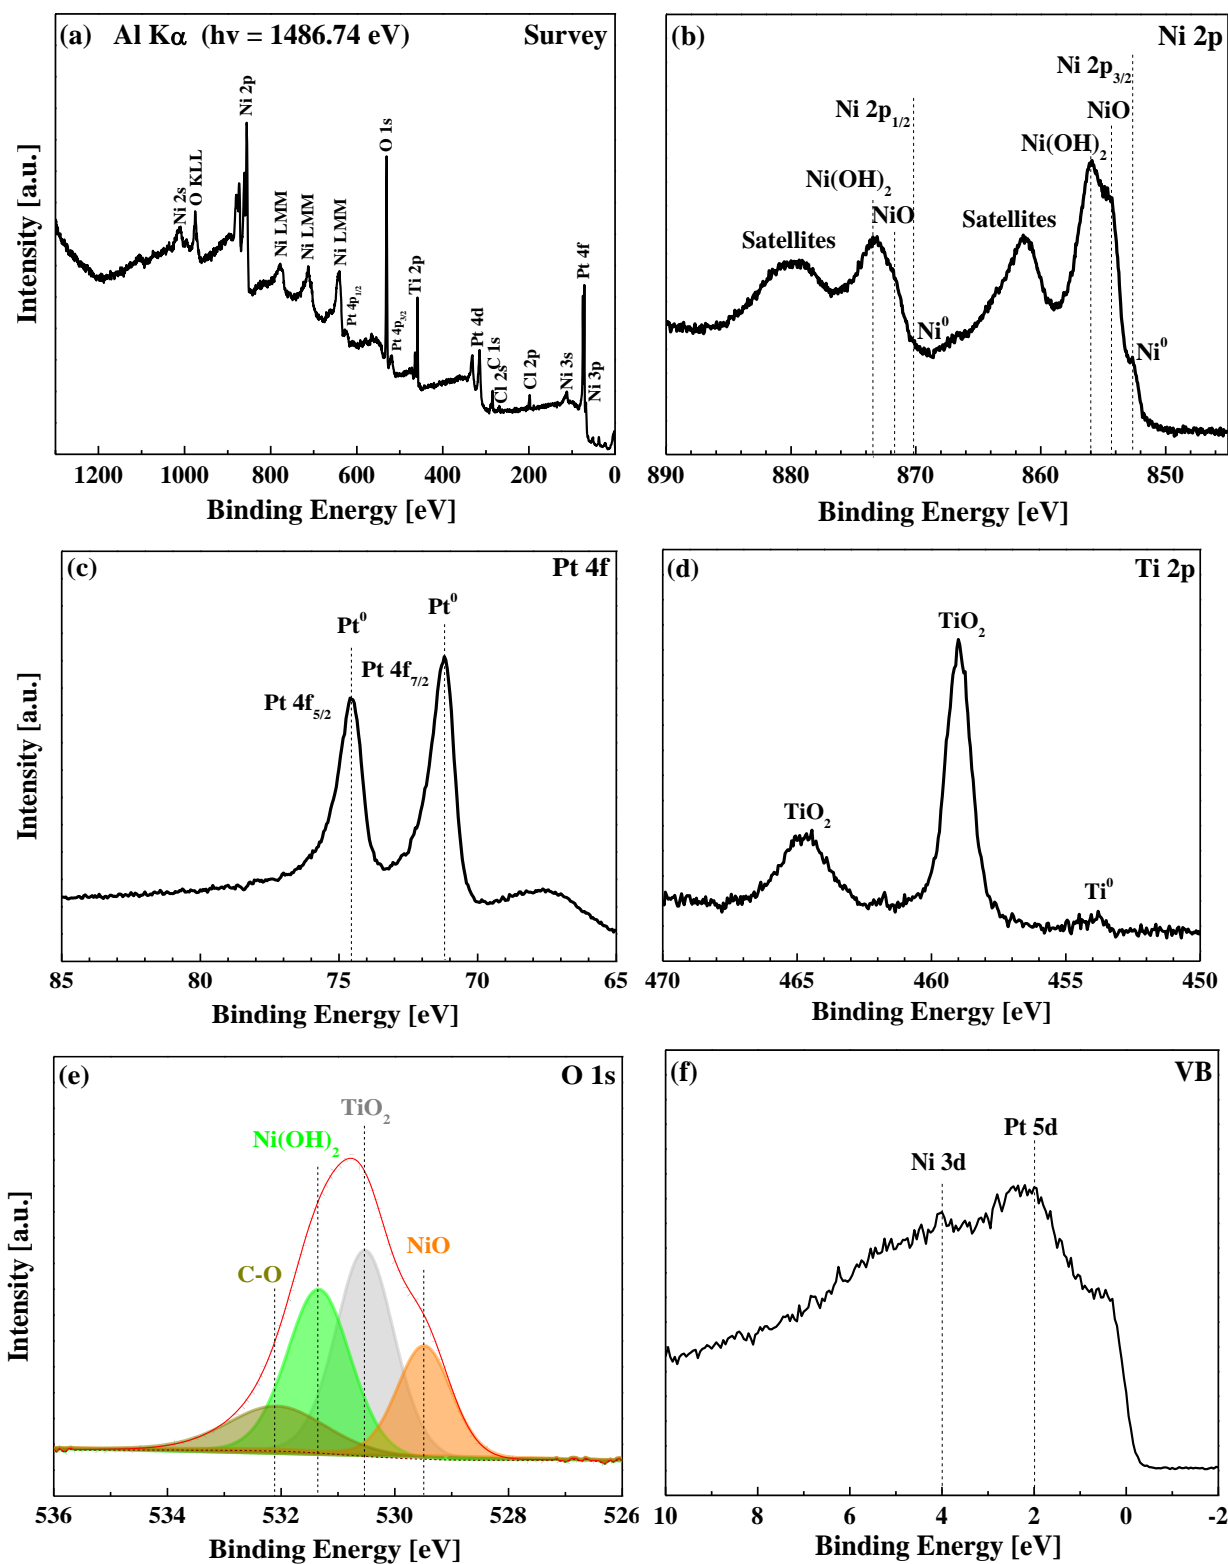 (a) Al Kα (hν = 1486.74 eV) Survey
Ni 2s
O KLL
Ni 2p
Ni LMM
Ni LMM
Ni LMM
Pt 4p1/2
O 1s
Pt 4p3/2
Ti 2p
Pt 4d
C 1s
Cl 2s
Cl 2p
Ni 3s
Pt 4f
Ni 3p
Intensity [a.u.]
1200 1000 800 600 400 200 0
Binding Energy [eV]
(b) Ni 2p
Ni 2p3/2
Ni 2p1/2
NiO
Ni(OH)2
Ni(OH)2
NiO
Satellites
Satellites
Ni0
Ni0
890 880 870 860 850
Binding Energy [eV]
(c) Pt 4f
Pt0
Pt0
Pt 4f7/2
Pt 4f5/2
Intensity [a.u.]
85 80 75 70 65
Binding Energy [eV]
(d) Ti 2p
TiO2
TiO2
Ti0
470 465 460 455 450
Binding Energy [eV]
(e) O 1s
TiO2
Ni(OH)2
NiO
C-O
Intensity [a.u.]
536 534 532 530 528 526
Binding Energy [eV]
(f) VB
Pt 5d
Ni 3d
10 8 6 4 2 0 -2
Binding Energy [eV]